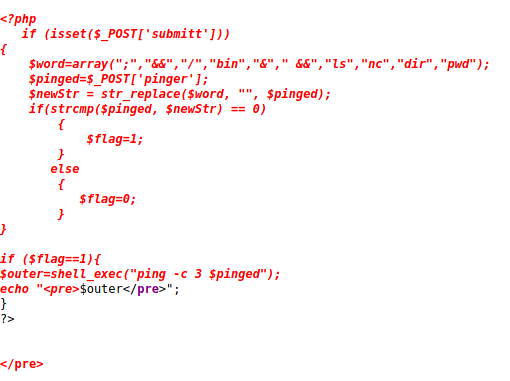 <?php
if (isset($_POST['submitt']))
{
$word=array(";","&&","/","bin","&"," &&","ls","nc","dir","pwd");
$pinged=$_POST['pinger'];
$newStr = str_replace($word, "", $pinged);
if(strcmp($pinged, $newStr) == 0)
{
$flag=1;
}
else
{
$flag=0;
}
}
if ($flag==1){
$outer=shell_exec("ping -c 3 $pinged");
echo "<pre>$outer</pre>";
}
?>
</pre>